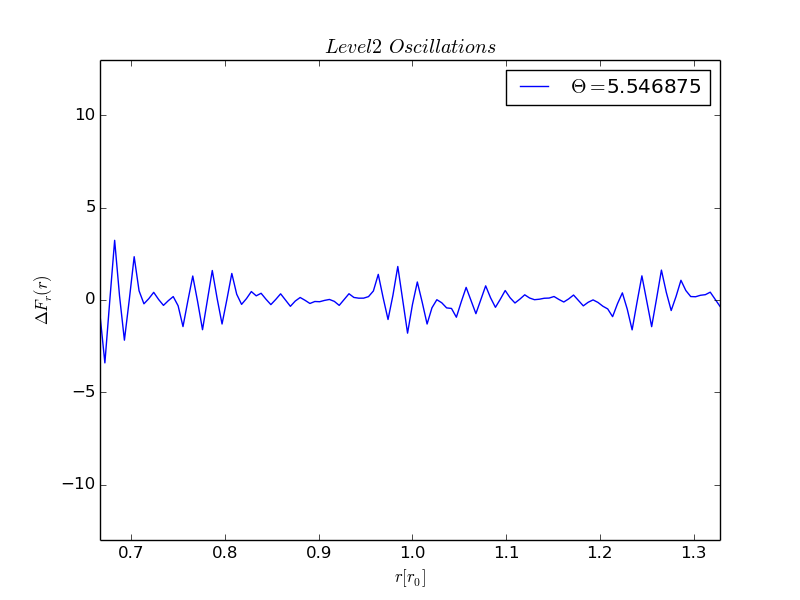 Level2 Oscillations
Θ =5.546875
10
5
0
−5
−10
ΔF_r(r)
0.7 0.8 0.9 1.0 1.1 1.2 1.3
r[r_0]